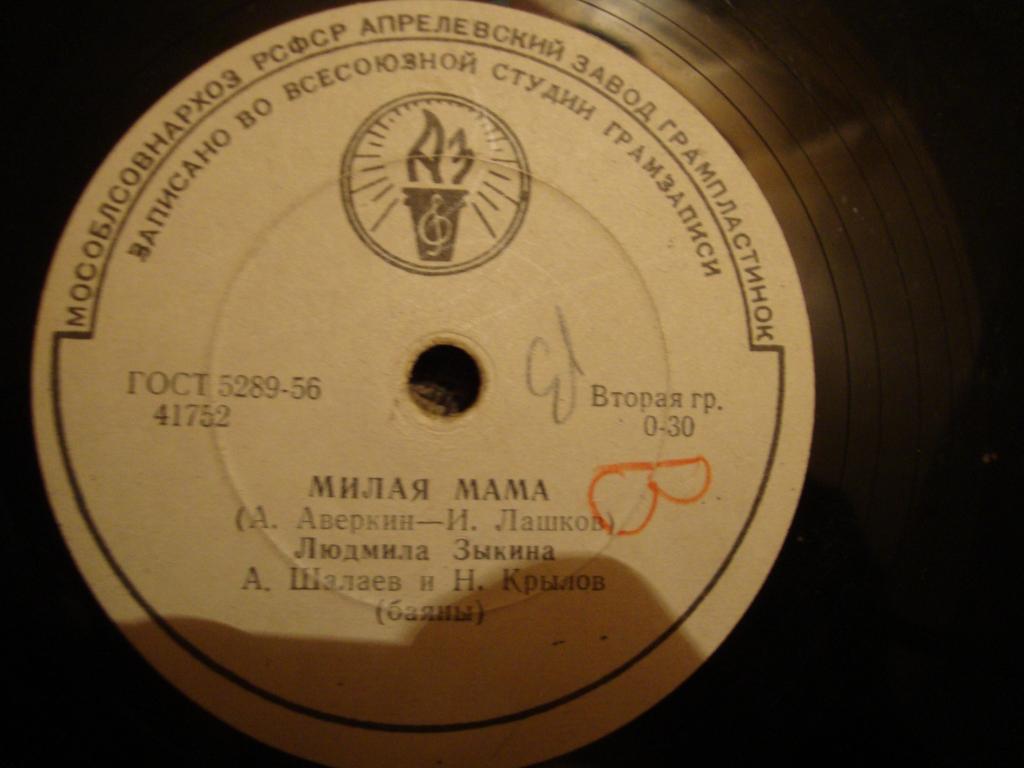 МОСОБЛСОВНАРХОЗ РСФСР АПРЕЛЕВСКИЙ ЗАВОД ГРАМПЛАСТИНОК
ЗАПИСАНО ВО ВСЕСОЮЗНОЙ СТУДИИ ГРАМЗАПИСИ
ГОСТ 5289-56
41752
Вторая гр.
0-30
МИЛАЯ МАМА
(А. Аверкин—И. Лашков)
Людмила Зыкина
А. Шалаев и Н. Крылов
(баяны)